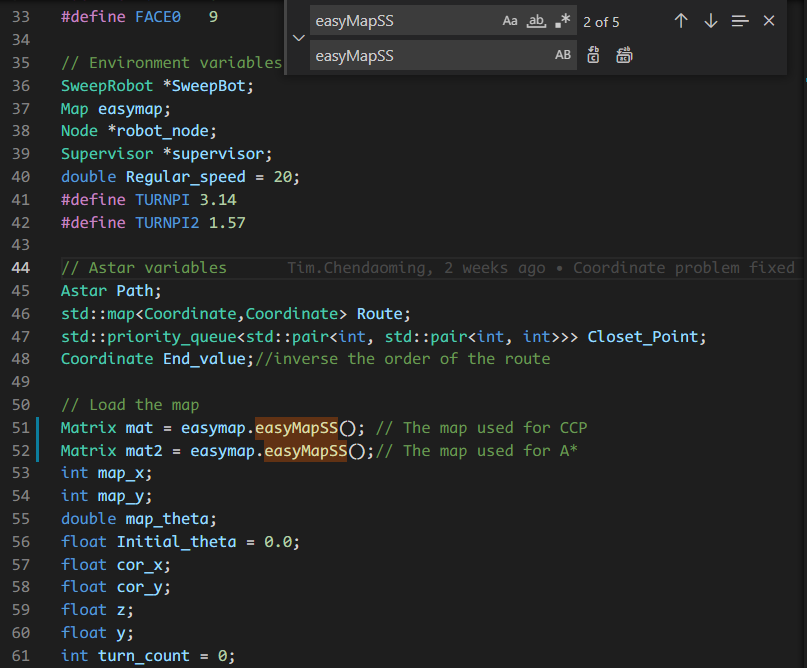 33 #define FACE0   9
easyMapSS Aa ab .* 2 of 5
34
35 // Environment variables
easyMapSS AB
36 SweepRobot *SweepBot;
37 Map easymap;
38 Node *robot_node;
39 Supervisor *supervisor;
40 double Regular_speed = 20;
41 #define TURNPI 3.14
42 #define TURNPI2 1.57
43
44 // Astar variables Tim.Chendaoming, 2 weeks ago • Coordinate problem fixed
45 Astar Path;
46 std::map<Coordinate,Coordinate> Route;
47 std::priority_queue<std::pair<int, std::pair<int, int>>> Closet_Point;
48 Coordinate End_value;//inverse the order of the route
49
50 // Load the map
51 Matrix mat = easymap.easyMapSS(); // The map used for CCP
52 Matrix mat2 = easymap.easyMapSS();// The map used for A*
53 int map_x;
54 int map_y;
55 double map_theta;
56 float Initial_theta = 0.0;
57 float cor_x;
58 float cor_y;
59 float z;
60 float y;
61 int turn_count = 0;